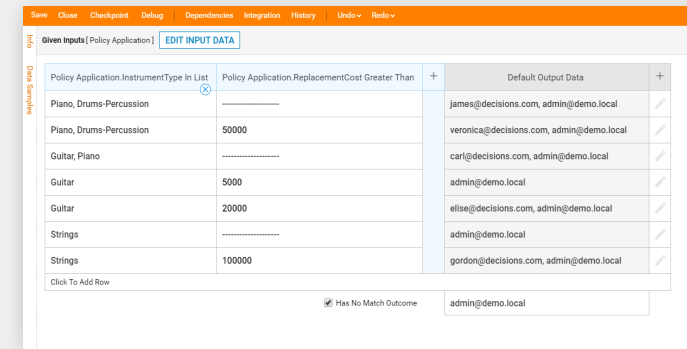 Save Close Checkpoint Debug Dependencies Integration History Undo Redo
Info
Given Inputs [ Policy Application ] EDIT INPUT DATA
Data Samples
Policy Application.InstrumentType In List Policy Application.ReplacementCost Greater Than + Default Output Data +
Piano, Drums-Percussion -------------------- james@decisions.com, admin@demo.local
Piano, Drums-Percussion 50000 veronica@decisions.com, admin@demo.local
Guitar, Piano -------------------- carl@decisions.com, admin@demo.local
Guitar 5000 admin@demo.local
Guitar 20000 elise@decisions.com, admin@demo.local
Strings -------------------- admin@demo.local
Strings 100000 gordon@decisions.com, admin@demo.local
Click To Add Row
Has No Match Outcome admin@demo.local